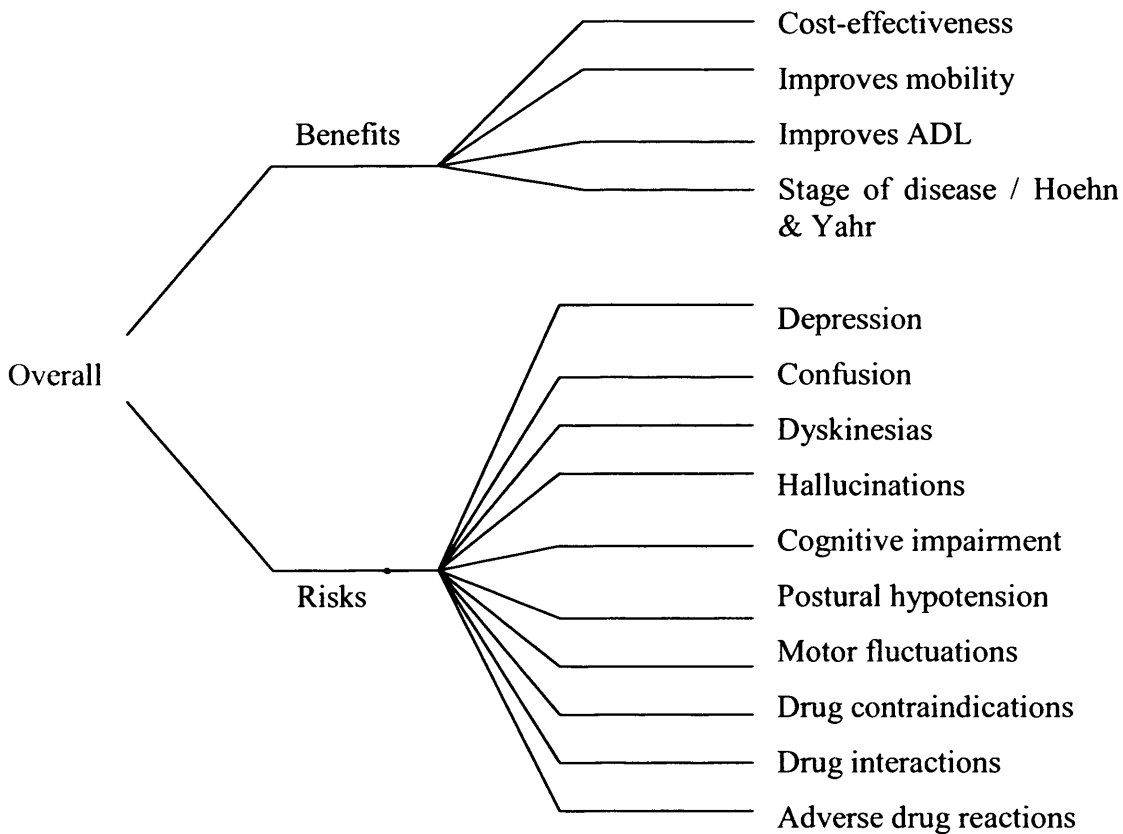 Cost-effectiveness
Improves mobility
Benefits
Improves ADL
Stage of disease / Hoehn
& Yahr
Depression
Overall
Confusion
Dyskinesias
Hallucinations
Cognitive impairment
Risks
Postural hypotension
Motor fluctuations
Drug contraindications
Drug interactions
Adverse drug reactions